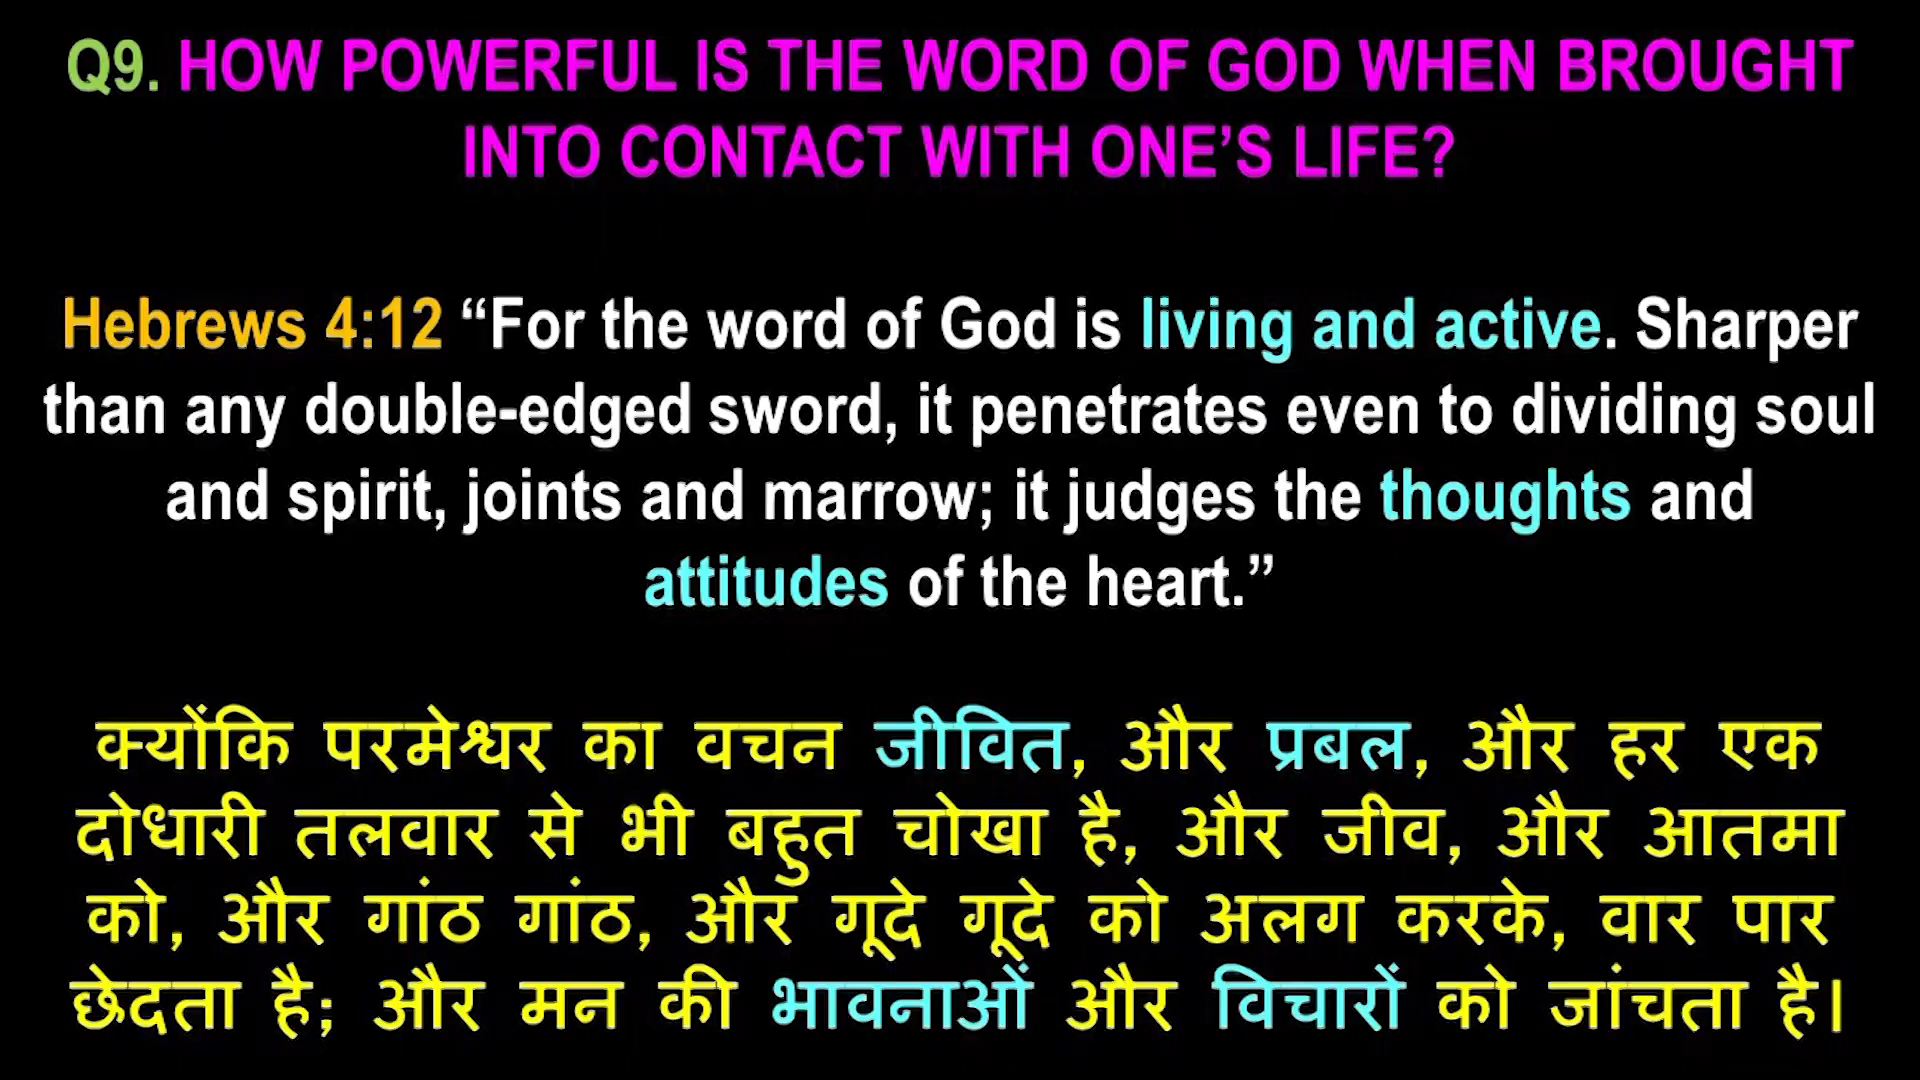 Q9. HOW POWERFUL IS THE WORD OF GOD WHEN BROUGHT
INTO CONTACT WITH ONE’S LIFE?
Hebrews 4:12 “For the word of God is living and active. Sharper
than any double-edged sword, it penetrates even to dividing soul
and spirit, joints and marrow; it judges the thoughts and
attitudes of the heart.”
क्योंकि परमेश्वर का वचन जीवित, और प्रबल, और हर एक
दोधारी तलवार से भी बहुत चोखा है, और जीव, और आतमा
को, और गांठ गांठ, और गूदे गूदे को अलग करके, वार पार
छेदता है; और मन की भावनाओं और विचारों को जांचता है।